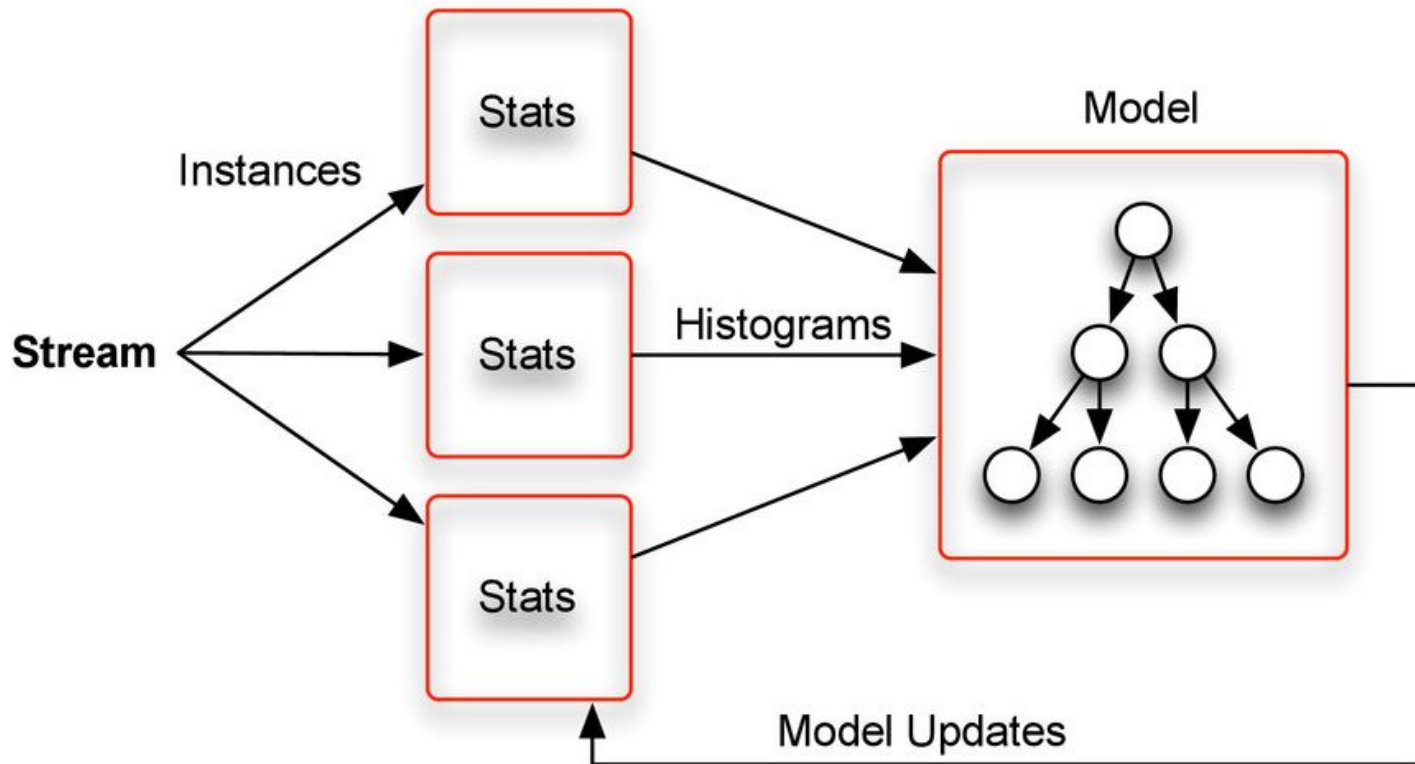 Stats
Model
Instances
Stream
Stats
Histograms
Stats
Model Updates